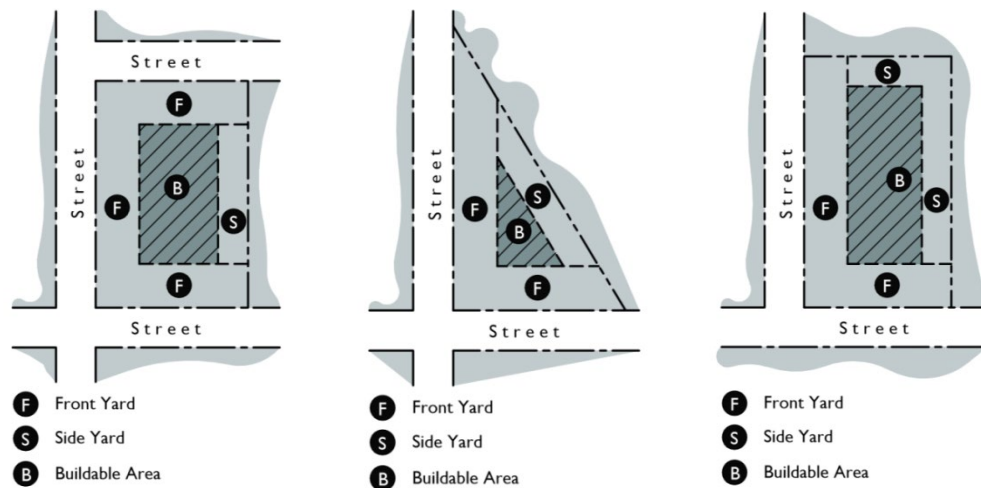 Street
F
B
F
S
F
Street
Street
F Front Yard
S Side Yard
B Buildable Area
Street
S
F
B
F
Street
F Front Yard
S Side Yard
B Buildable Area
Street
S
B
F
S
F
Street
F Front Yard
S Side Yard
B Buildable Area